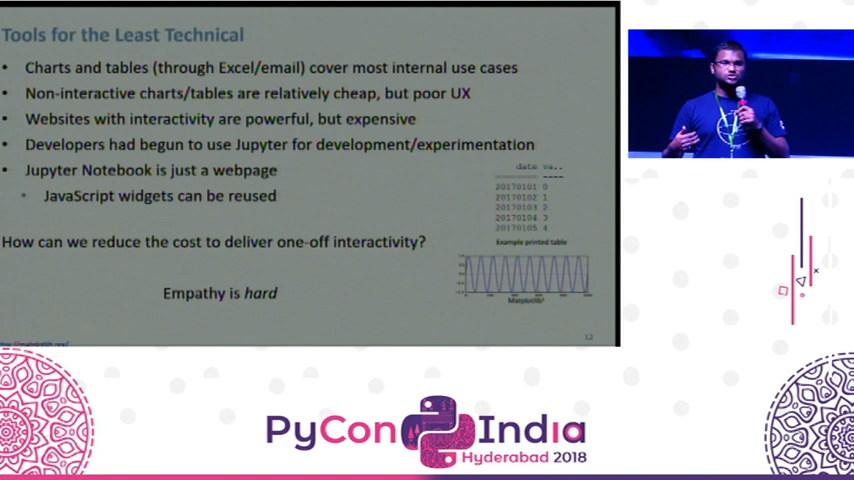 Tools for the Least Technical
• Charts and tables (through Excel/email) cover most internal use cases
• Non-interactive charts/tables are relatively cheap, but poor UX
• Websites with interactivity are powerful, but expensive
• Developers had begun to use Jupyter for development/experimentation
• Jupyter Notebook is just a webpage
• JavaScript widgets can be reused
date va..
20170101 0
20170102 1
20170103 2
20170104 3
20170105 4
Example printed table
How can we reduce the cost to deliver one-off interactivity?
Matplotlib¹
Empathy is hard
12
PyCon India
Hyderabad 2018